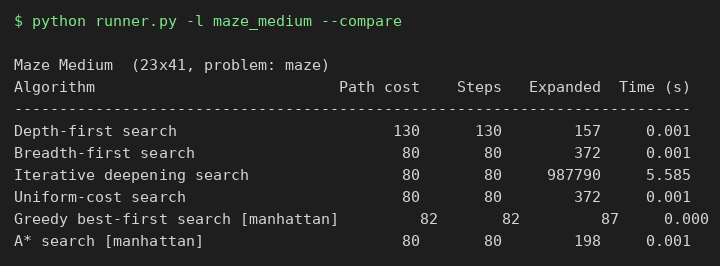 $ python runner.py -l maze_medium --compare
Maze Medium  (23x41, problem: maze)
Algorithm                           Path cost    Steps   Expanded  Time (s)
---------------------------------------------------------------------------
Depth-first search                        130      130        157     0.001
Breadth-first search                       80       80        372     0.001
Iterative deepening search                 80       80     987790     5.585
Uniform-cost search                        80       80        372     0.001
Greedy best-first search [manhattan]         82       82         87     0.000
A* search [manhattan]                      80       80        198     0.001